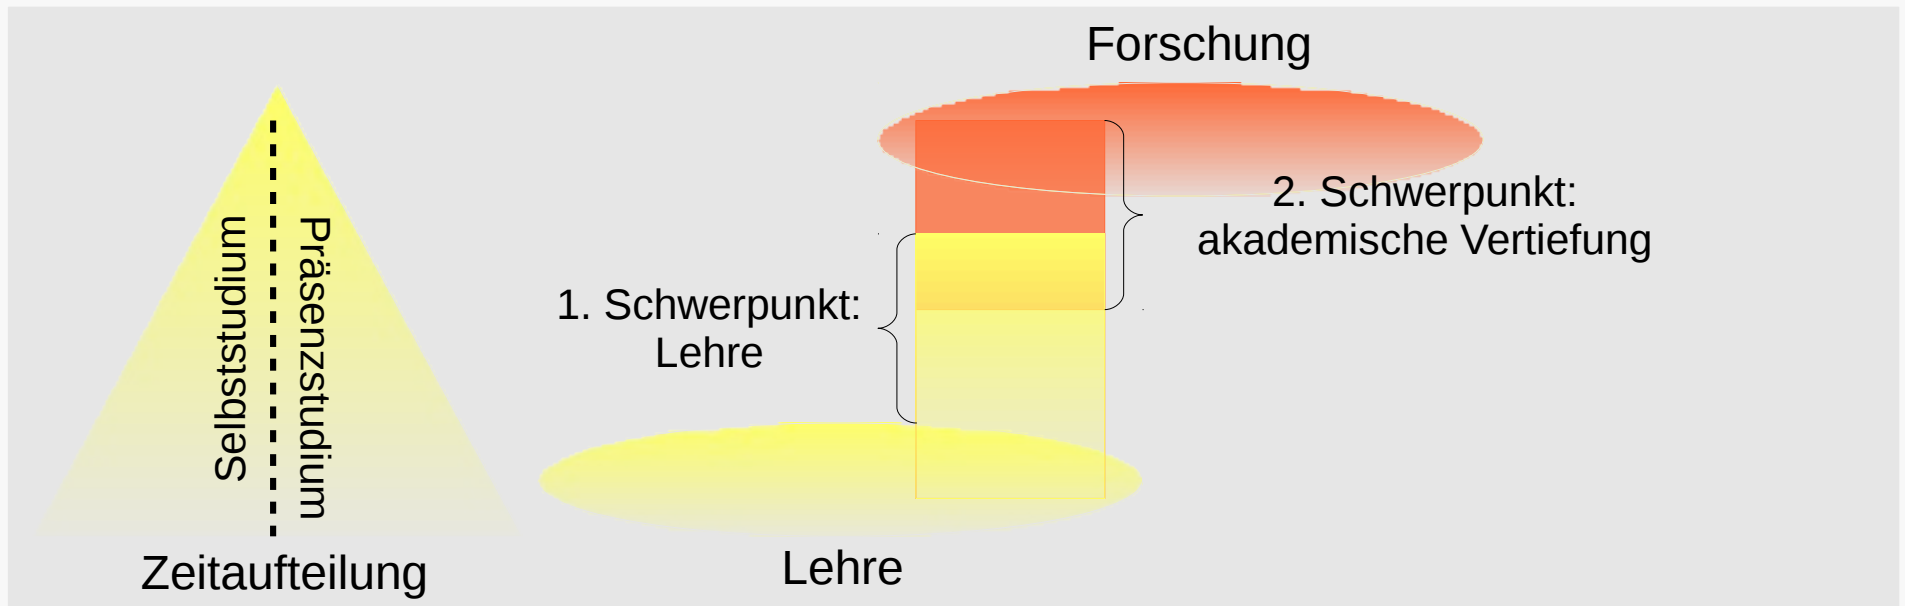 Selbststudium
Präsenzstudium
Zeitaufteilung
Forschung
2. Schwerpunkt:
akademische Vertiefung
1. Schwerpunkt:
Lehre
Lehre